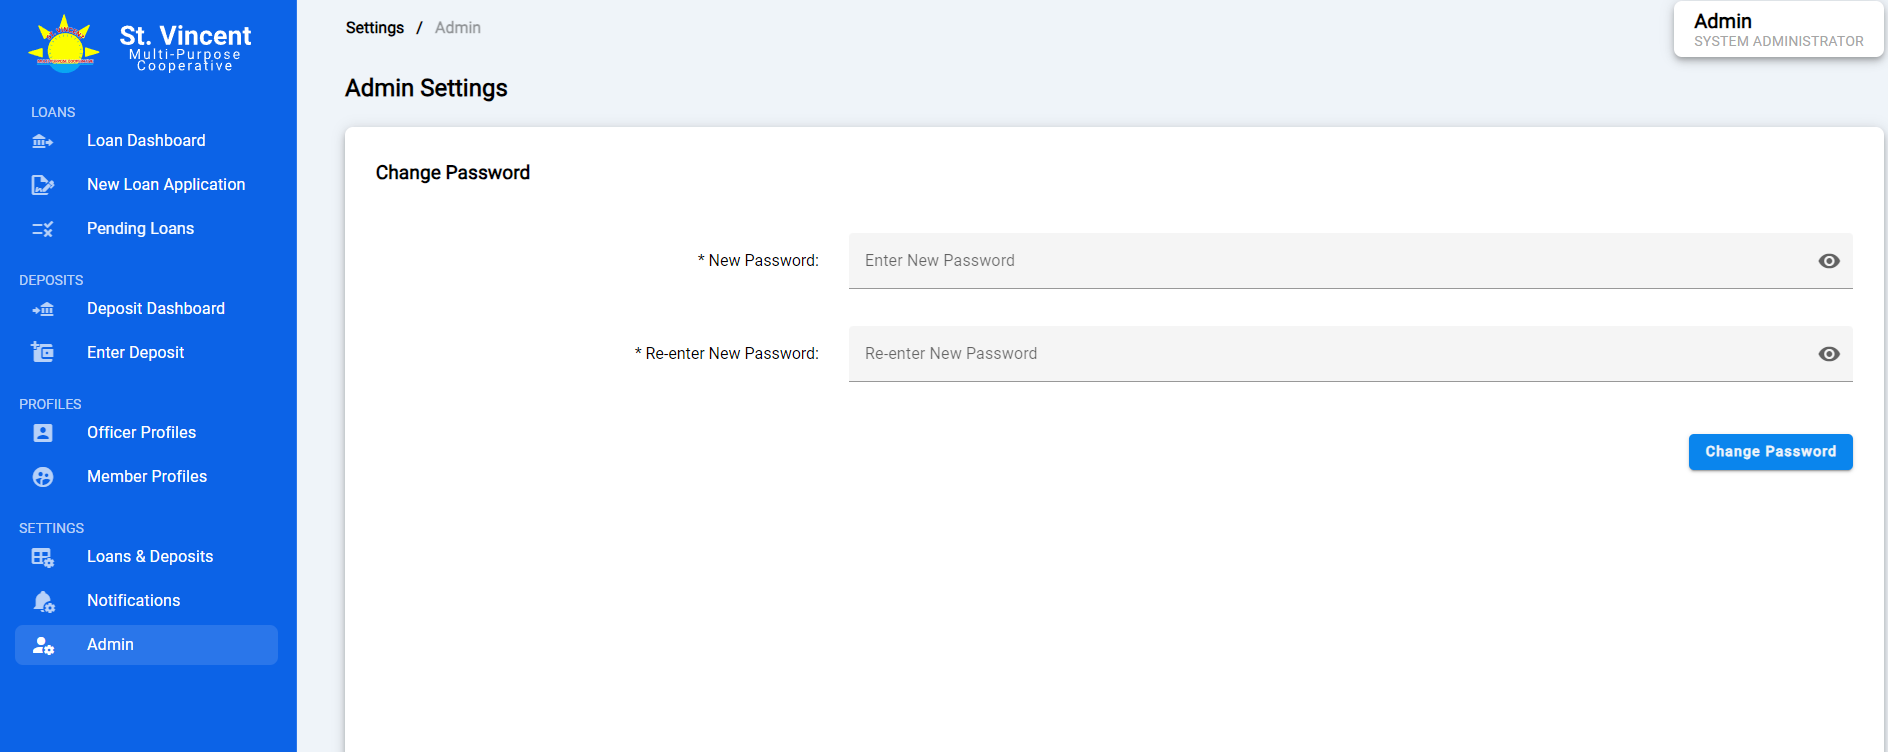 St. Vincent
Multi-Purpose
Cooperative
Settings / Admin
Admin
SYSTEM ADMINISTRATOR
Admin Settings
LOANS
Loan Dashboard
New Loan Application
Pending Loans
DEPOSITS
Deposit Dashboard
Enter Deposit
PROFILES
Officer Profiles
Member Profiles
SETTINGS
Loans & Deposits
Notifications
Admin
Change Password
* New Password:
Enter New Password
* Re-enter New Password:
Re-enter New Password
Change Password